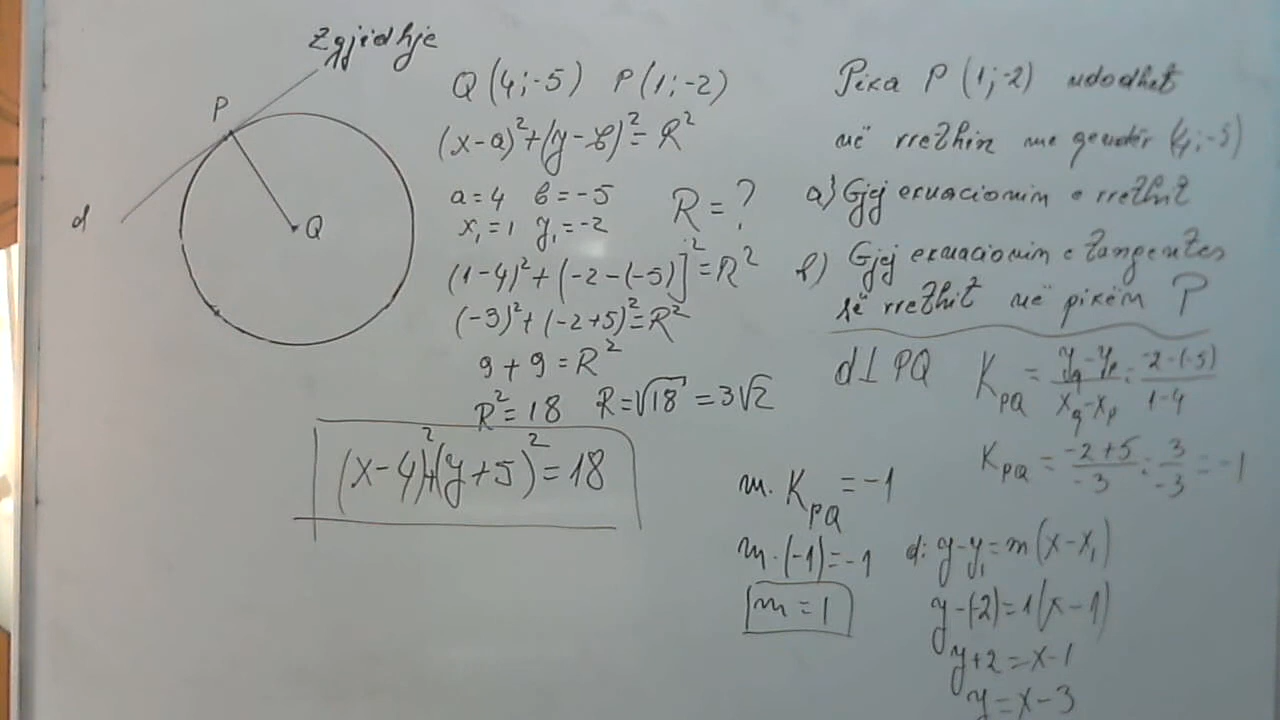 Zgjidhje
P
d
Q
Q (4;-5) P (1;-2)
(x-a)²+(y-b)²=R²
a=4 b=-5
x₁=1 y₁=-2
R=?
(1-4)²+(-2-(-5)]²=R²
(-3)²+(-2+5)²=R²
9+9=R²
R²=18 R=√18=3√2
(x-4)²+(y+5)²=18
Pika P (1;-2) ndodhet
në rrethin me qendër (4;-5)
a) Gjej ekuacionin e rrethit
b) Gjej ekuacionin e tangentes
së rrethit në pikën P
d⊥PQ K_PQ = (y_q-y_p)/(x_q-x_p) = (-2-(-5))/(1-4)
K_PQ = (-2+5)/(-3) = 3/(-3) = -1
m·K_PQ = -1
m·(-1)=-1
m=1
d: y-y₁=m(x-x₁)
y-(-2)=1(x-1)
y+2=x-1
y=x-3